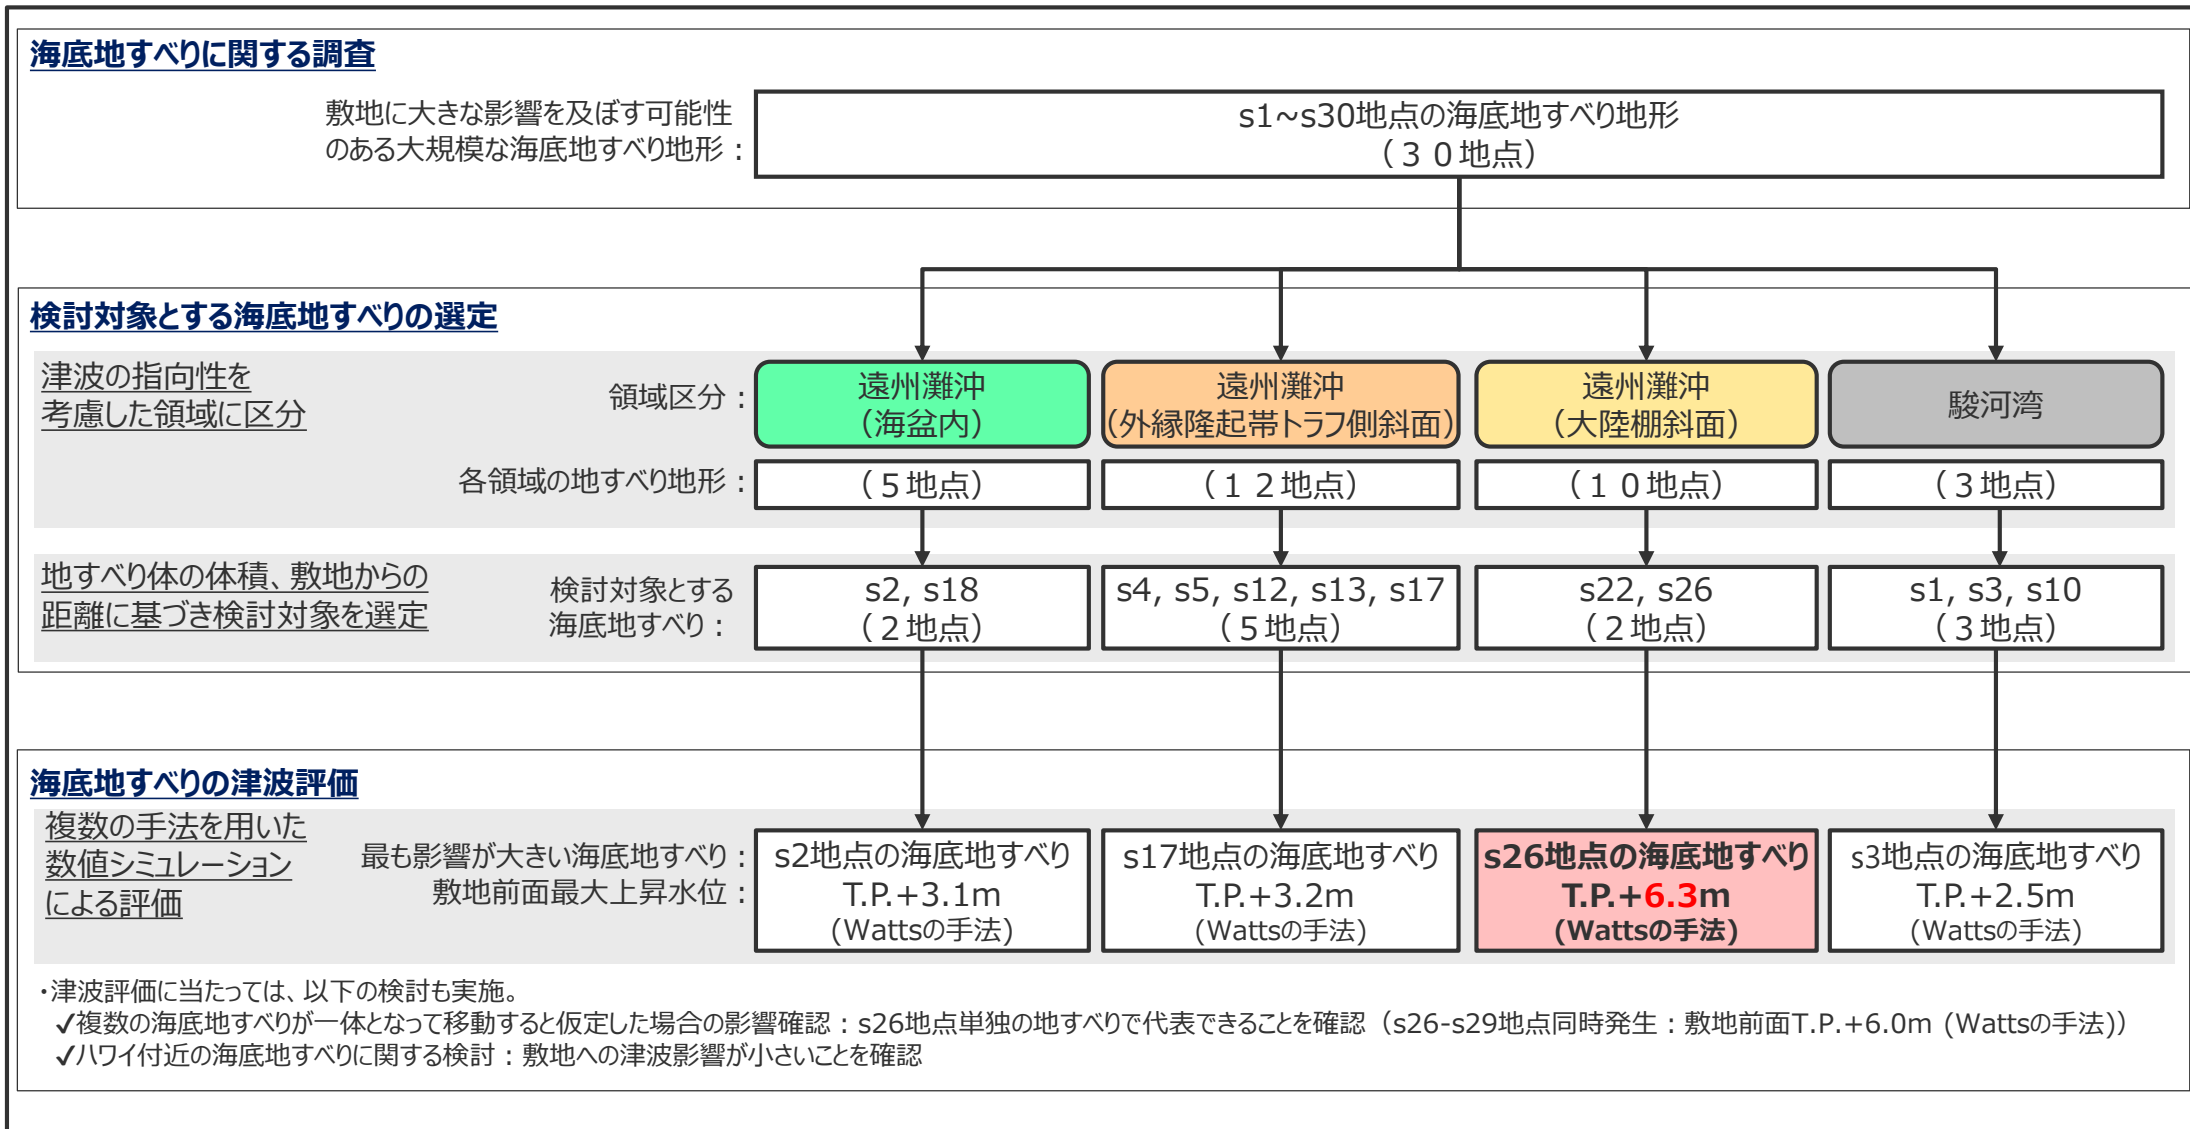 海底地すべりに関する調査
敷地に大きな影響を及ぼす可能性
のある大規模な海底地すべり地形：
s1~s30地点の海底地すべり地形
（３０地点）
検討対象とする海底地すべりの選定
津波の指向性を
考慮した領域に区分
領域区分：
遠州灘沖
（海盆内）
遠州灘沖
（外縁隆起帯トラフ側斜面）
遠州灘沖
（大陸棚斜面）
駿河湾
各領域の地すべり地形：
（５地点）
（１２地点）
（１０地点）
（３地点）
地すべり体の体積、敷地からの
距離に基づき検討対象を選定
検討対象とする
海底地すべり：
s2, s18
（２地点）
s4, s5, s12, s13, s17
（５地点）
s22, s26
（２地点）
s1, s3, s10
（３地点）
海底地すべりの津波評価
複数の手法を用いた
数値シミュレーション
による評価
最も影響が大きい海底地すべり：
敷地前面最大上昇水位：
s2地点の海底地すべり
T.P.+3.1m
(Wattsの手法)
s17地点の海底地すべり
T.P.+3.2m
(Wattsの手法)
s26地点の海底地すべり
T.P.+6.3m
(Wattsの手法)
s3地点の海底地すべり
T.P.+2.5m
(Wattsの手法)
・津波評価に当たっては、以下の検討も実施。
✓複数の海底地すべりが一体となって移動すると仮定した場合の影響確認：s26地点単独の地すべりで代表できることを確認（s26-s29地点同時発生：敷地前面T.P.+6.0m (Wattsの手法)）
✓ハワイ付近の海底地すべりに関する検討：敷地への津波影響が小さいことを確認